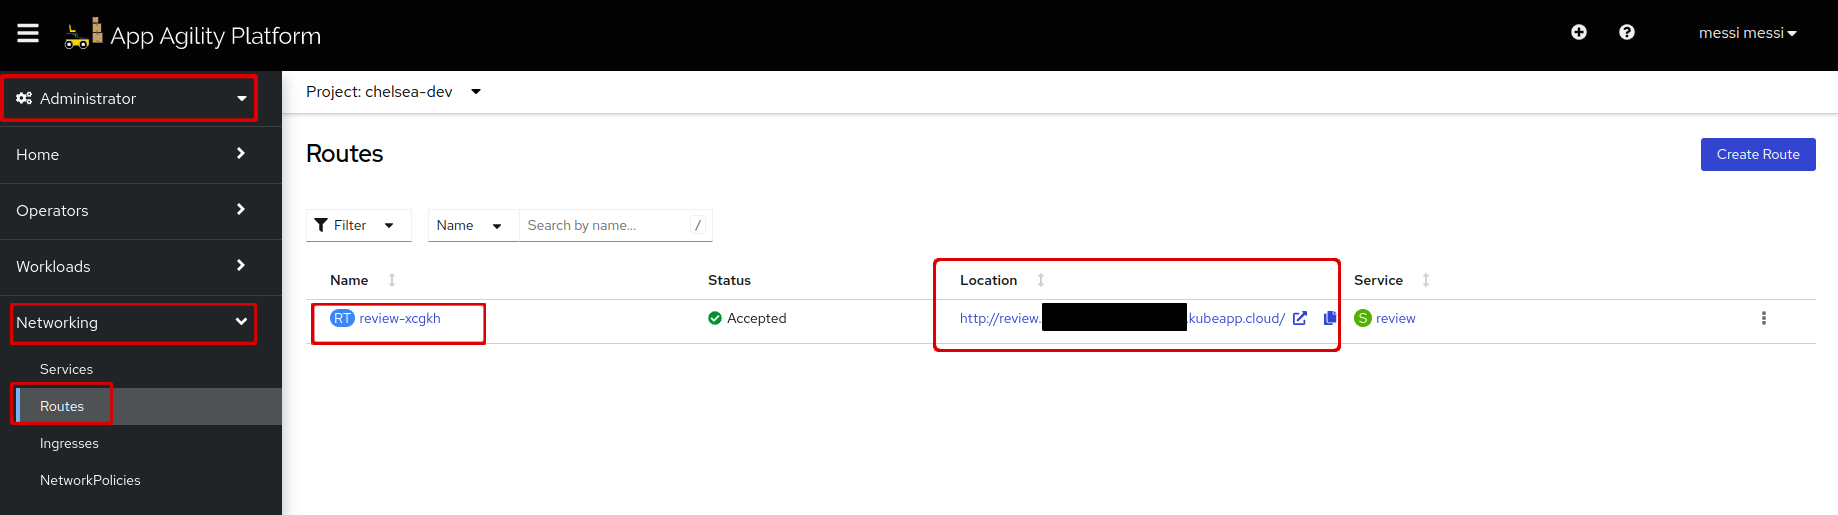 App Agility Platform
messi messi
Administrator
Home
Operators
Workloads
Networking
Services
Routes
Ingresses
NetworkPolicies
Project: chelsea-dev
Routes
Create Route
Filter
Name
Search by name...
/
Name
Status
Location
Service
RT review-xcgkh
Accepted
http://review. .kubeapp.cloud/
S review